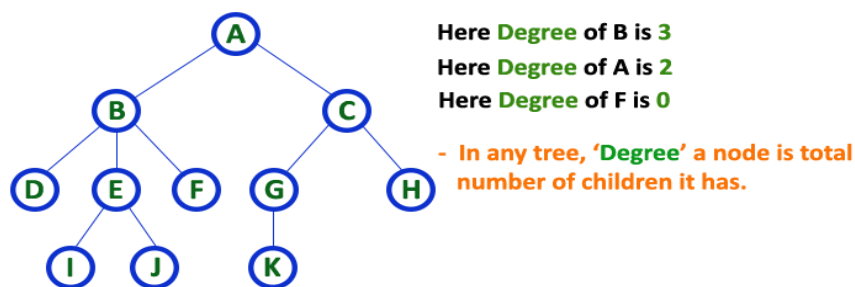 A
Here Degree of B is 3
Here Degree of A is 2
Here Degree of F is 0
B
C
- In any tree, ‘Degree’ a node is total
number of children it has.
D
E
F
G
H
I
J
K